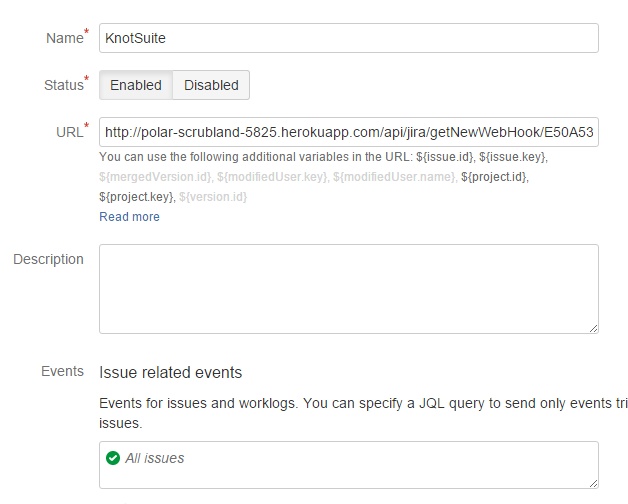 Name*
KnotSuite
Status*
Enabled Disabled
URL*
http://polar-scrubland-5825.herokuapp.com/api/jira/getNewWebHook/E50A53
You can use the following additional variables in the URL: ${issue.id}, ${issue.key},
${mergedVersion.id}, ${modifiedUser.key}, ${modifiedUser.name}, ${project.id},
${project.key}, ${version.id}
Read more
Description
Events
Issue related events
Events for issues and worklogs. You can specify a JQL query to send only events tri
issues.
All issues